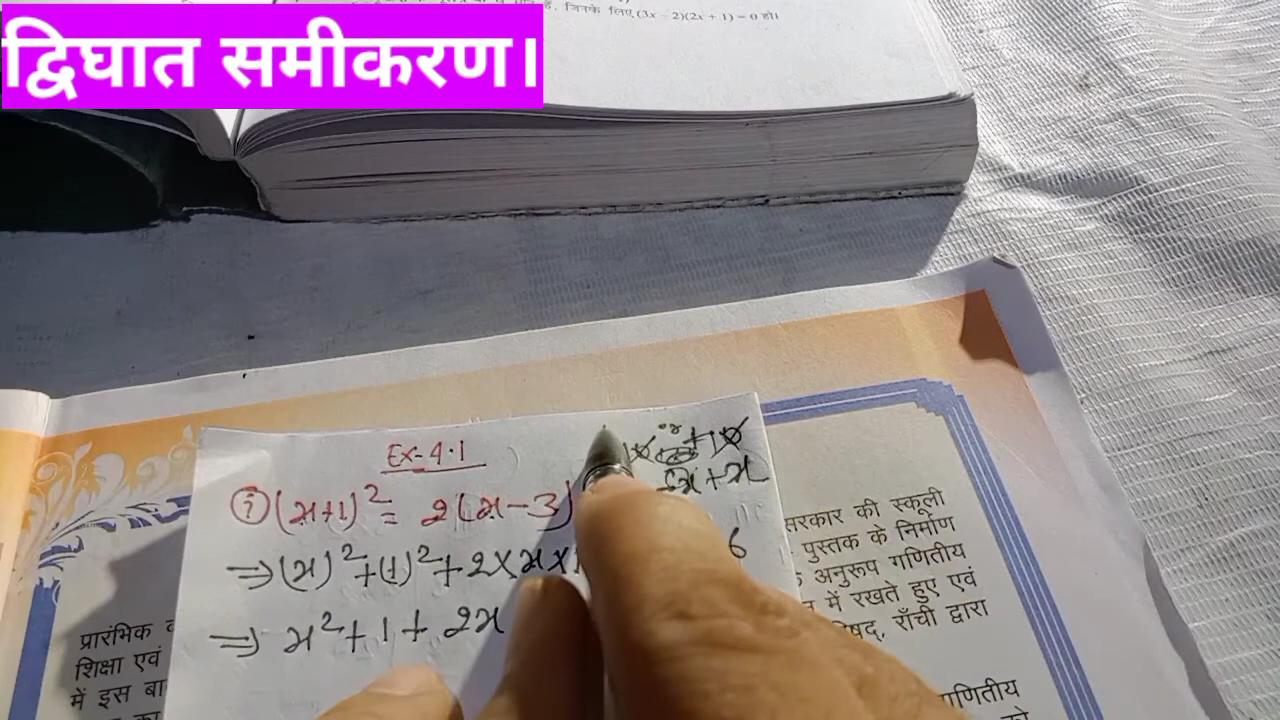 जिनके लिए (3x − 2)(2x + 1) = 0 हो।
द्विघात समीकरण।
Ex-4.1
① (x+1)² = 2(x-3)
x+x
⇒ (x)²+(1)²+2×x× 6
⇒ x²+1+2x
सरकार की स्कूली
पुस्तक के निर्माण
अनुरूप गणितीय
में रखते हुए एवं
राँची द्वारा
प्रारंभिक
शिक्षा एवं
में इस
गणितीय